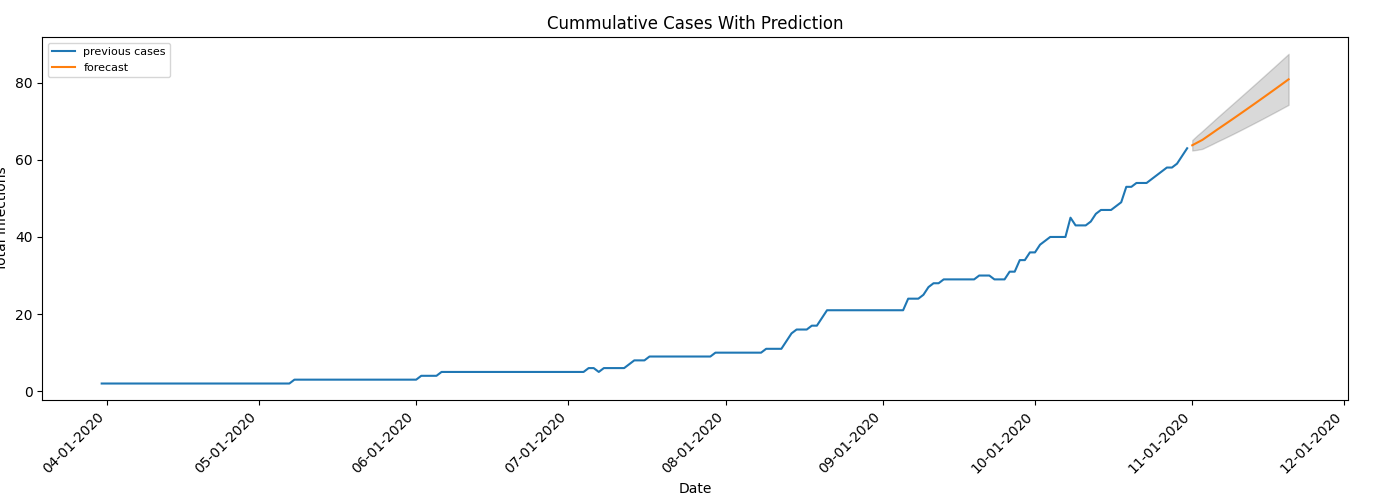 Cummulative Cases With Prediction
previous cases
forecast
80
60
40
20
0
Total Infections
04-01-2020
05-01-2020
06-01-2020
07-01-2020
08-01-2020
09-01-2020
10-01-2020
11-01-2020
12-01-2020
Date